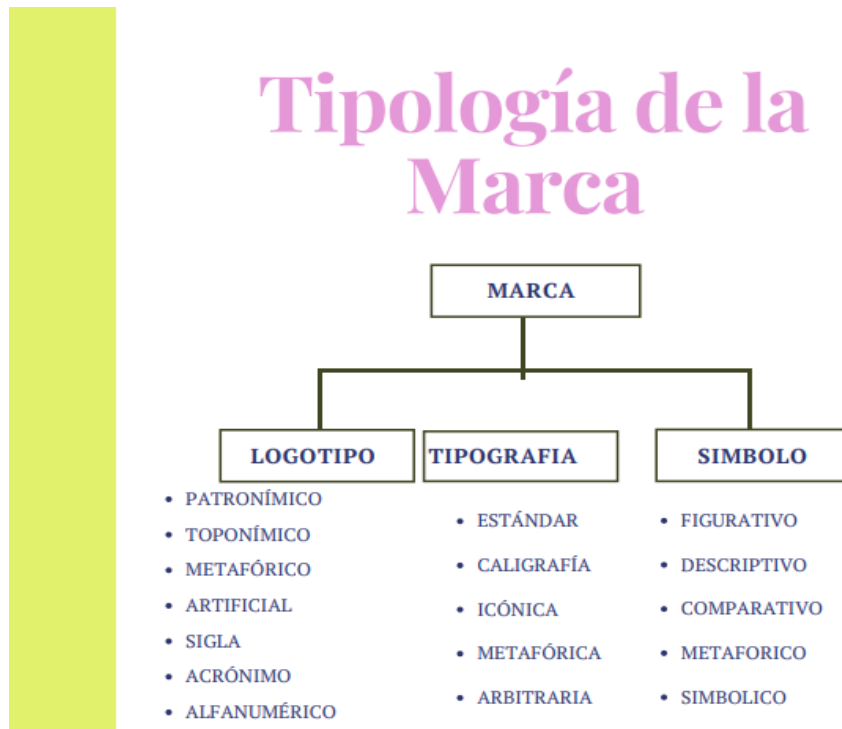 Tipología de la
Marca
MARCA
LOGOTIPO
• PATRONÍMICO
• TOPONÍMICO
• METAFÓRICO
• ARTIFICIAL
• SIGLA
• ACRÓNIMO
• ALFANUMÉRICO
TIPOGRAFIA
• ESTÁNDAR
• CALIGRAFÍA
• ICÓNICA
• METAFÓRICA
• ARBITRARIA
SIMBOLO
• FIGURATIVO
• DESCRIPTIVO
• COMPARATIVO
• METAFORICO
• SIMBOLICO